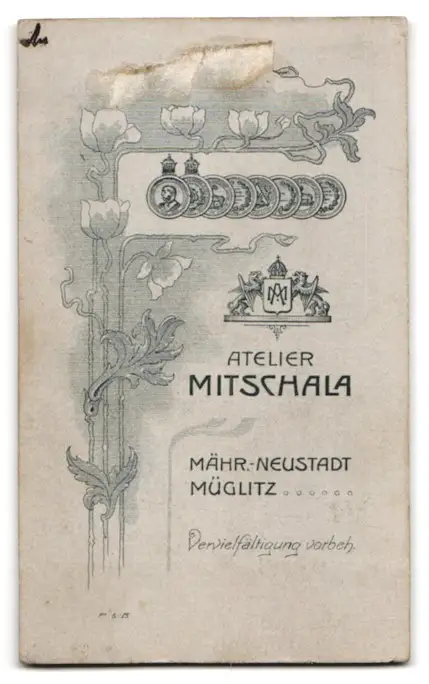 ATELIER
MITSCHALA
MÄHR.-NEUSTADT
MÜGLITZ
Vervielfältigung vorbeh.